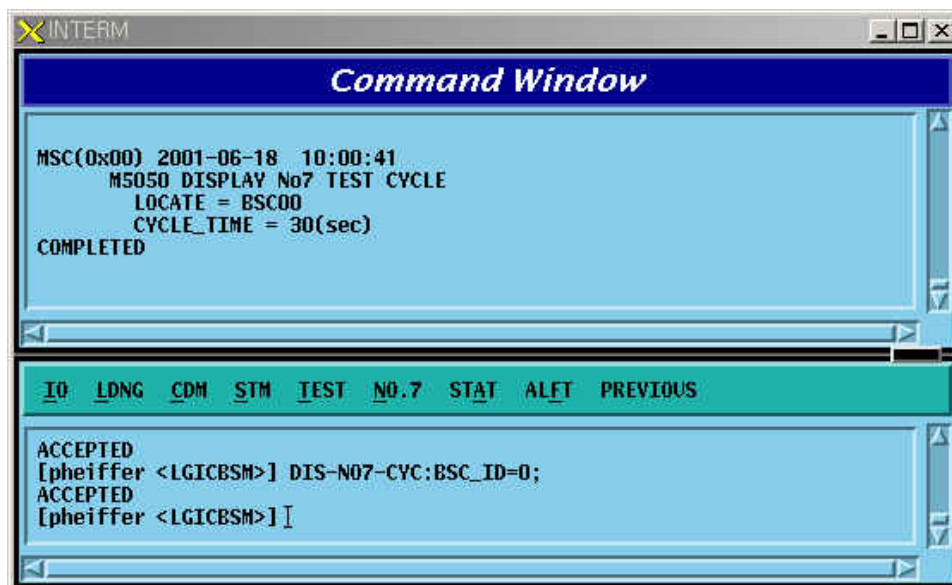 INTERM
Command Window
MSC(0x00) 2001-06-18 10:00:41
M5050 DISPLAY No7 TEST CYCLE
LOCATE = BSC00
CYCLE_TIME = 30(sec)
COMPLETED
IO LDNG CDM STM TEST NO.7 STAT ALFT PREVIOUS
ACCEPTED
[pheiffer <LGICBSM>] DIS-NO7-CYC:BSC_ID=0;
ACCEPTED
[pheiffer <LGICBSM>]